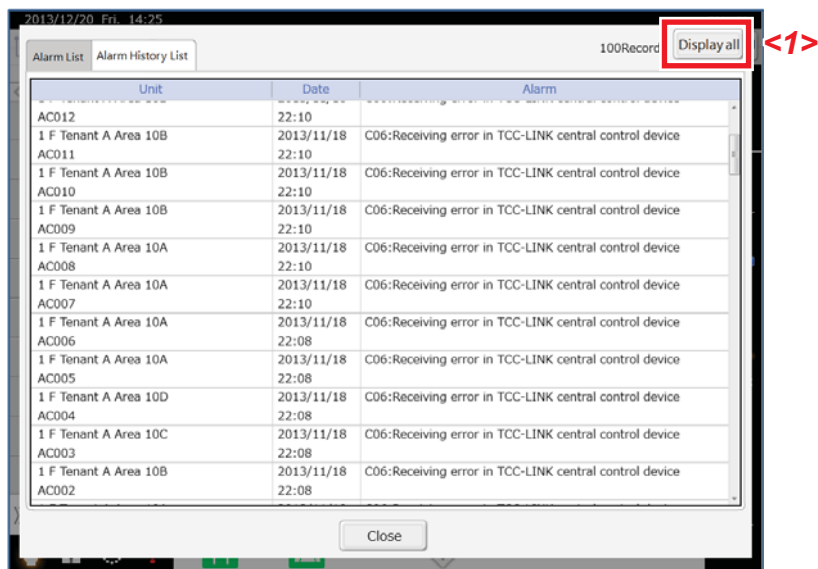 2013/12/20 Fri. 14:25
Alarm List Alarm History List 100Record Display all <1>
Unit Date Alarm
AC012 22:10
1 F Tenant A Area 10B 2013/11/18 C06:Receiving error in TCC-LINK central control device
AC011 22:10
1 F Tenant A Area 10B 2013/11/18 C06:Receiving error in TCC-LINK central control device
AC010 22:10
1 F Tenant A Area 10B 2013/11/18 C06:Receiving error in TCC-LINK central control device
AC009 22:10
1 F Tenant A Area 10A 2013/11/18 C06:Receiving error in TCC-LINK central control device
AC008 22:10
1 F Tenant A Area 10A 2013/11/18 C06:Receiving error in TCC-LINK central control device
AC007 22:10
1 F Tenant A Area 10A 2013/11/18 C06:Receiving error in TCC-LINK central control device
AC006 22:08
1 F Tenant A Area 10A 2013/11/18 C06:Receiving error in TCC-LINK central control device
AC005 22:08
1 F Tenant A Area 10D 2013/11/18 C06:Receiving error in TCC-LINK central control device
AC004 22:08
1 F Tenant A Area 10C 2013/11/18 C06:Receiving error in TCC-LINK central control device
AC003 22:08
1 F Tenant A Area 10B 2013/11/18 C06:Receiving error in TCC-LINK central control device
AC002 22:08
Close